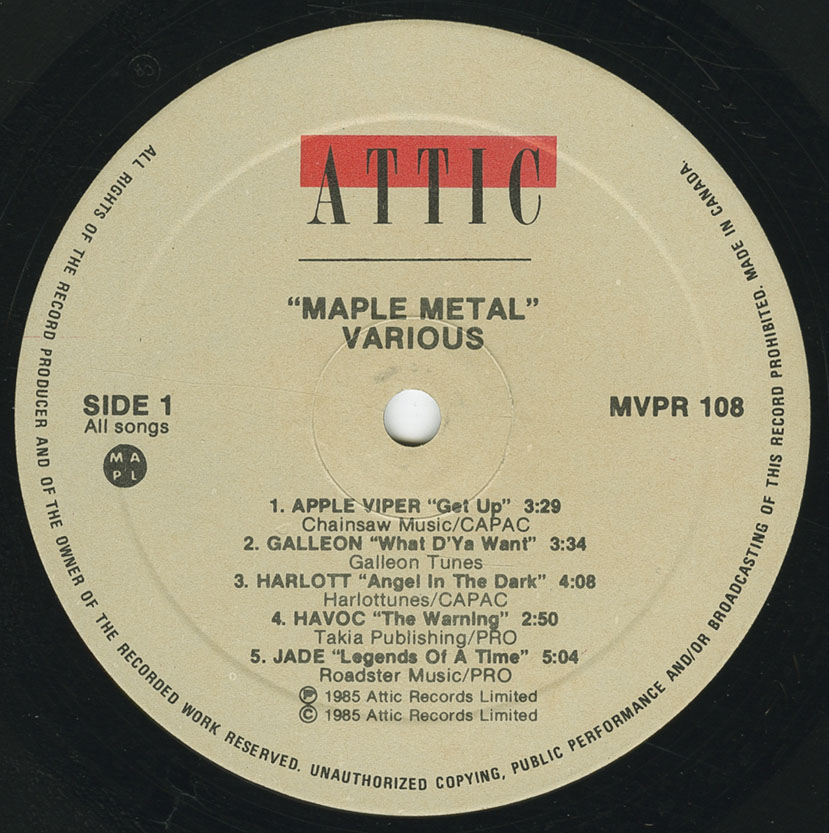 ATTIC
“MAPLE METAL”
VARIOUS
SIDE 1
All songs
M A
P L
MVPR 108
1. APPLE VIPER “Get Up” 3:29
Chainsaw Music/CAPAC
2. GALLEON “What D’Ya Want” 3:34
Galleon Tunes
3. HARLOTT “Angel In The Dark” 4:08
Harlottunes/CAPAC
4. HAVOC “The Warning” 2:50
Takia Publishing/PRO
5. JADE “Legends Of A Time” 5:04
Roadster Music/PRO
Ⓟ 1985 Attic Records Limited
© 1985 Attic Records Limited
ALL RIGHTS OF THE RECORD PRODUCER AND OF THE OWNER OF THE RECORDED WORK RESERVED. UNAUTHORIZED COPYING, PUBLIC PERFORMANCE AND/OR BROADCASTING OF THIS RECORD PROHIBITED. MADE IN CANADA.